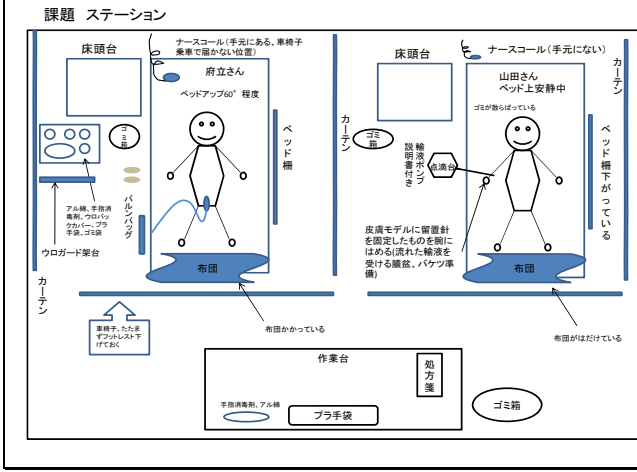 課題 ステーション
ナースコール(手元にある、車椅子
乗車で届かない位置)
床頭台
府立さん
ベッドアップ60°程度
ゴミ箱
ベッド柵
カーテン
アル綿、手指消
毒剤、ウロバッ
クカバー、プラ
手袋、ゴミ袋
バルンバッグ
ウロガード架台
カーテン
布団
車椅子、たたま
ずフットレスト下
げておく
布団かかっている
床頭台
ナースコール(手元にない)
カーテン
山田さん
ベッド上安静中
ゴミが散らばっている
ゴミ
箱
輸液ポンプ
説明書付き
点滴台
ベッド柵下がっている
皮膚モデルに留置針
を固定したものを腕に
はめる(流れた輸液を
受ける膿盆、バケツ準
備)
布団
布団がはだけている
作業台
処方箋
手指消毒剤、アル綿
プラ手袋
ゴミ箱